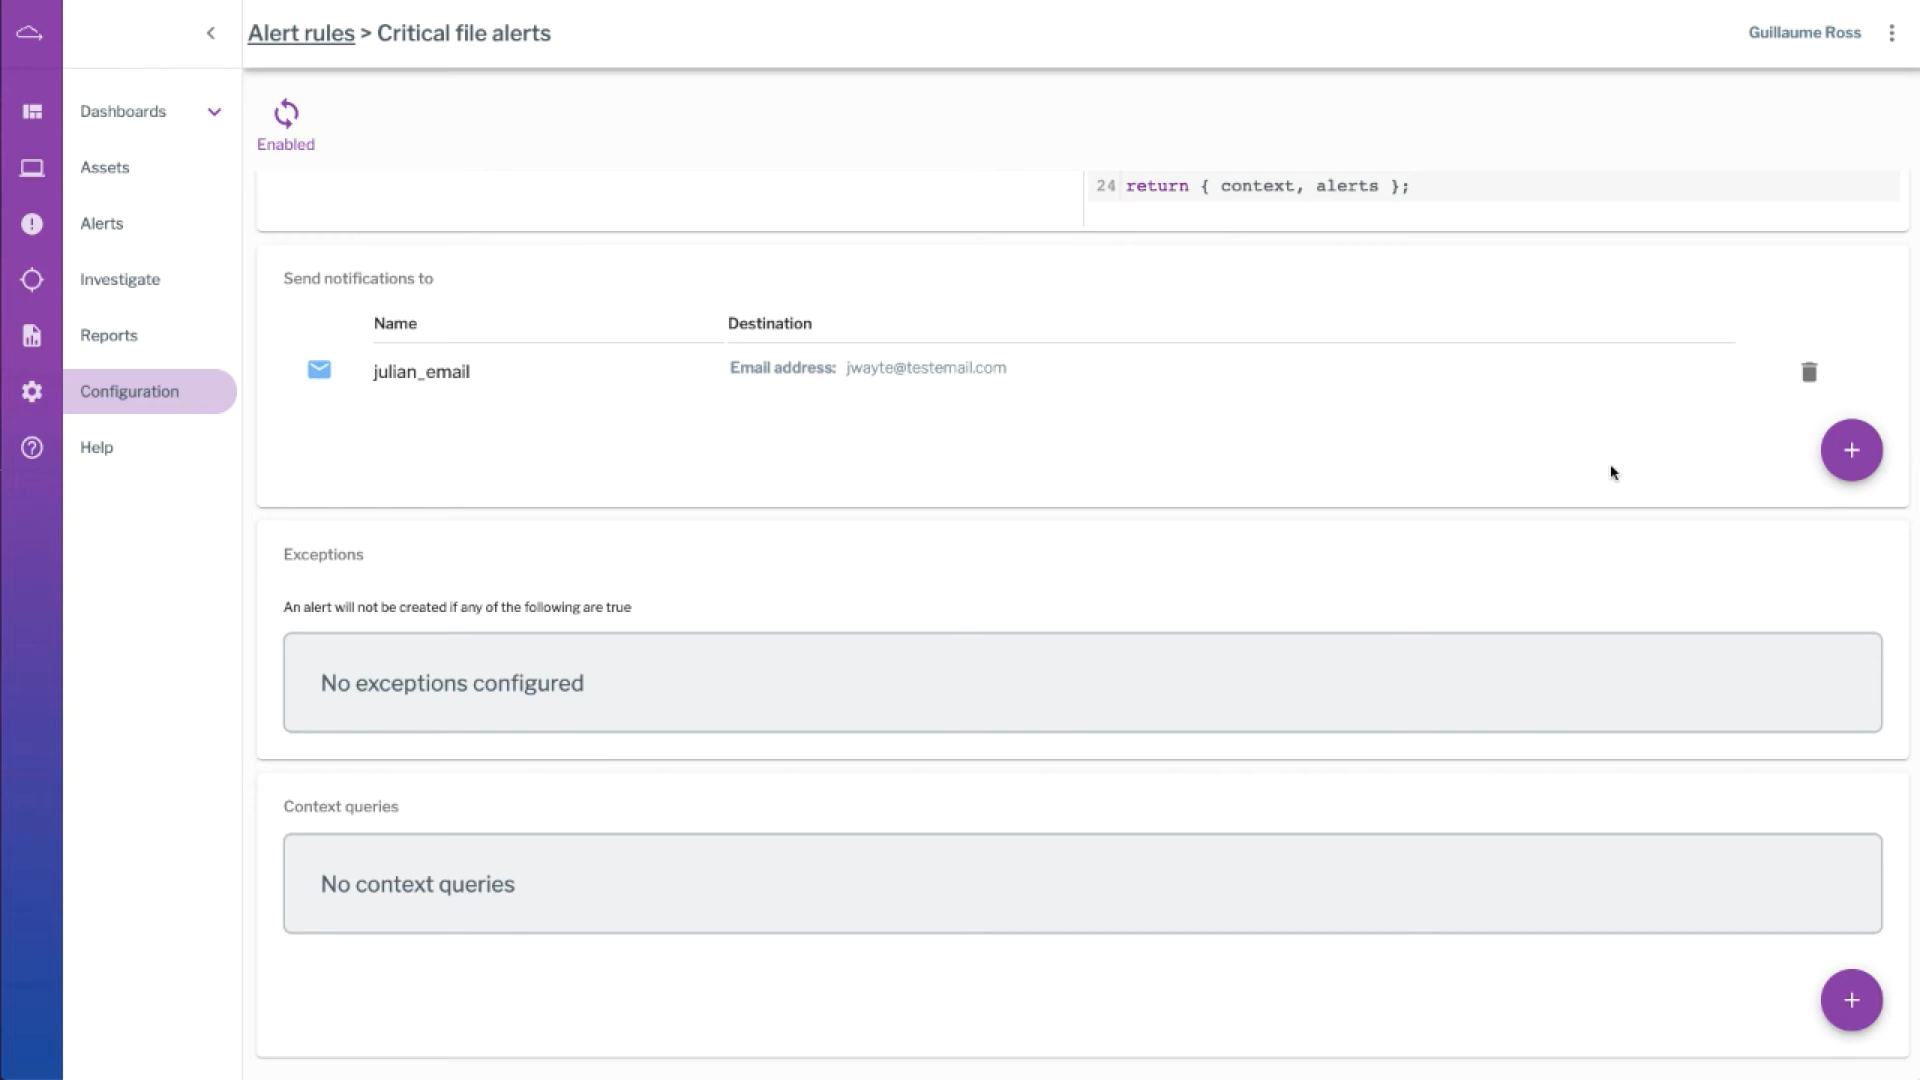 Alert rules > Critical file alerts
Guillaume Ross
Dashboards
Assets
Alerts
Investigate
Reports
Configuration
Help
Enabled
24 return { context, alerts };
Send notifications to
Name Destination
julian_email Email address: jwayte@testemail.com
+
Exceptions
An alert will not be created if any of the following are true
No exceptions configured
Context queries
No context queries
+